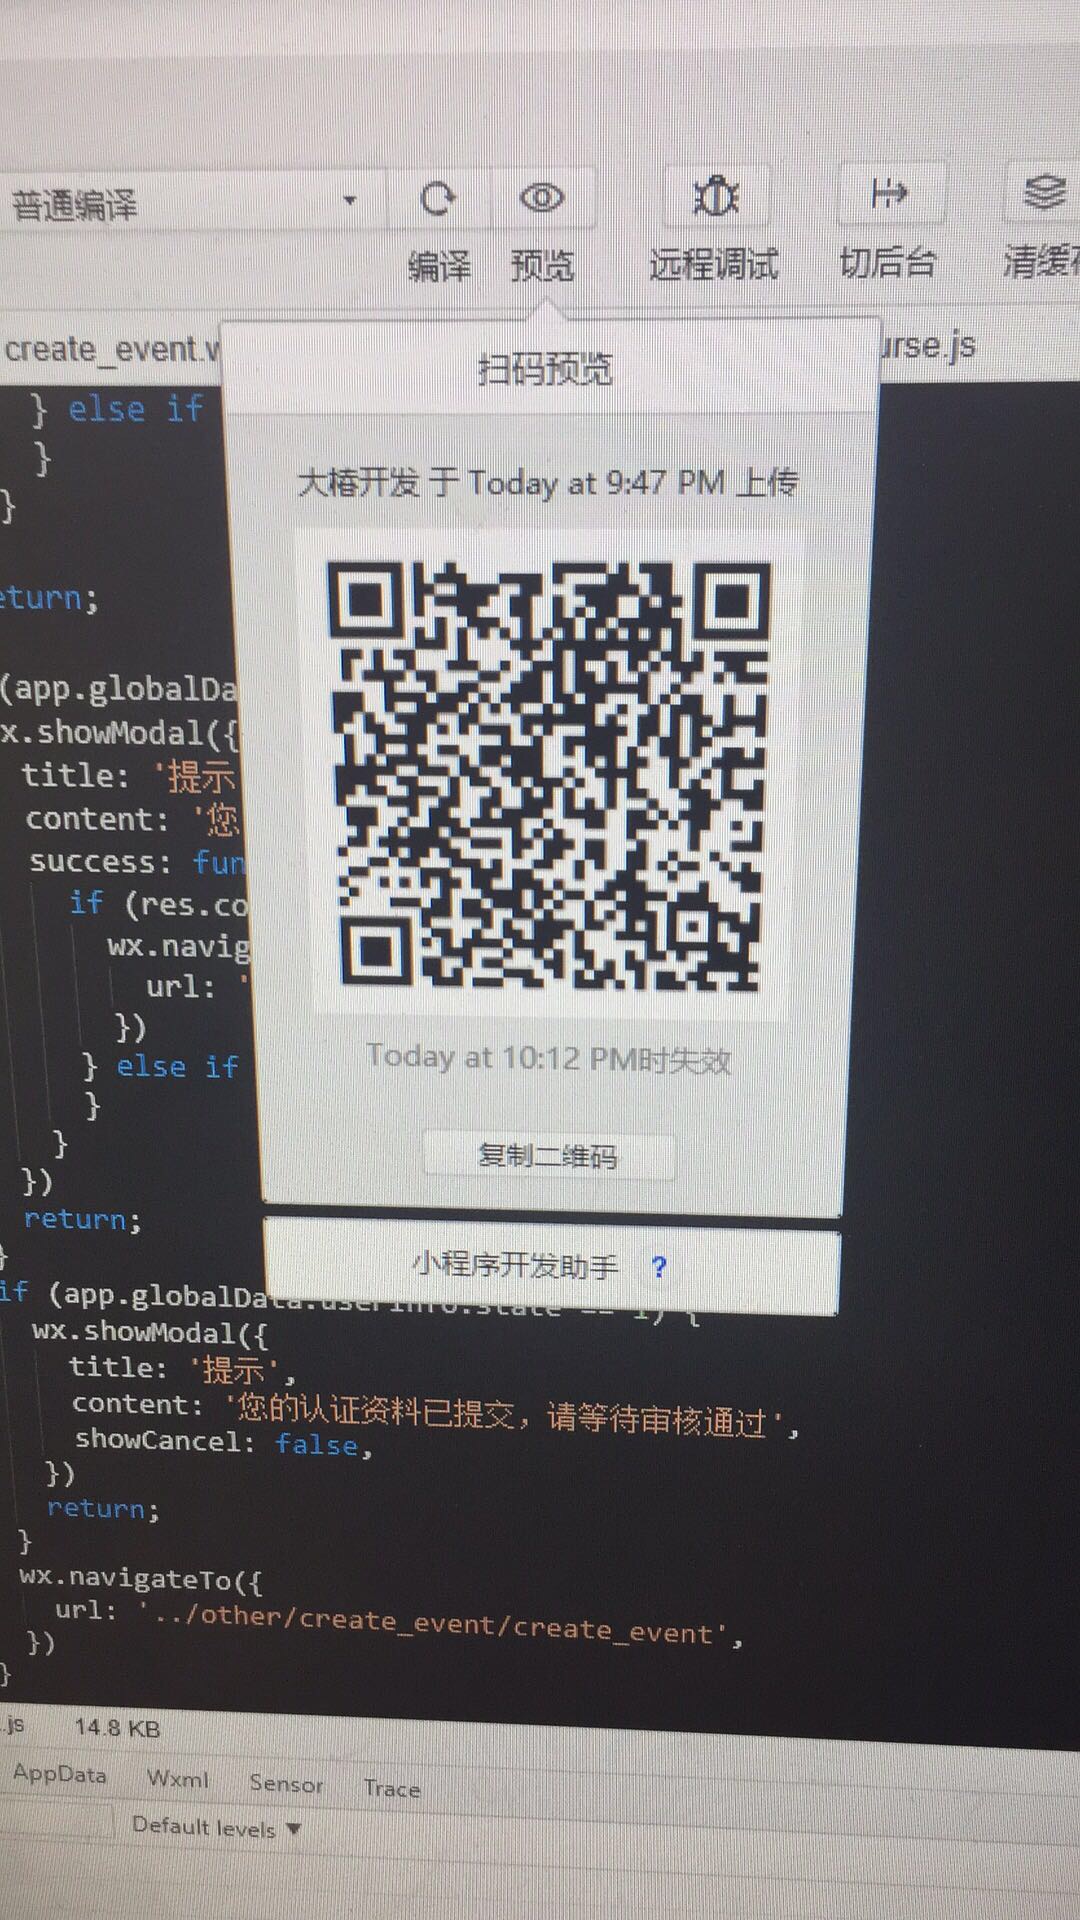 普通编译
编译 预览 远程调试 切后台 清缓
create_event.w
urse.js
扫码预览
大椿开发 于 Today at 9:47 PM 上传
} else if
}
}
eturn;
(app.globalDa
x.showModal({
title: '提示
content: '您
success: fun
if (res.co
wx.navig
url: '
})
} else if
}
}
})
return;
}
Today at 10:12 PM时失效
复制二维码
小程序开发助手 ?
if (app.globalData.userInfo.state == 1) {
wx.showModal({
title: '提示',
content: '您的认证资料已提交，请等待审核通过',
showCancel: false,
})
return;
}
wx.navigateTo({
url: '../other/create_event/create_event',
})
}
.js 14.8 KB
AppData Wxml Sensor Trace
Default levels ▼